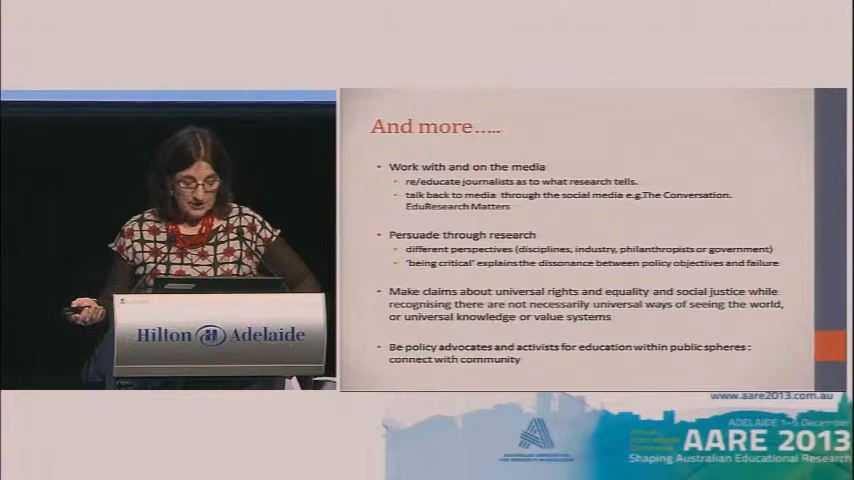 And more.....
Work with and on the media
re/educate journalists as to what research tells.
talk back to media through the social media e.g.The Conversation.
EduResearch Matters
Persuade through research
different perspectives (disciplines, industry, philanthropists or government)
"being critical" explains the dissonance between policy objectives and failure
Make claims about universal rights and equality and social justice while
recognising there are not necessarily universal ways of seeing the world,
or universal knowledge or value systems
Be policy advocates and activists for education within public spheres :
connect with community
Hilton Adelaide
www.aare2013.com.au
ADELAIDE 1-5 December
AARE 2013
Shaping Australian Educational Research